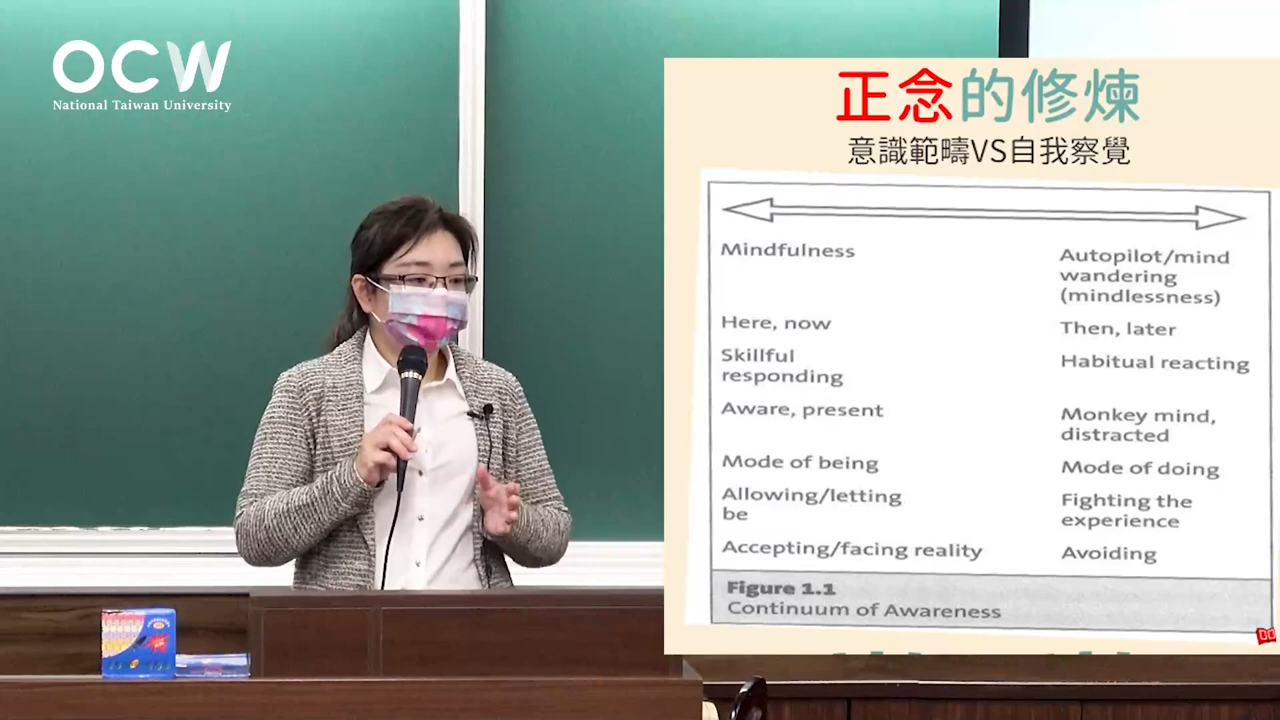 OCW
National Taiwan University
正念的修煉
意識範疇VS自我察覺
Mindfulness
Autopilot/mind
wandering
(mindlessness)
Here, now
Then, later
Skillful
responding
Habitual reacting
Aware, present
Monkey mind,
distracted
Mode of being
Mode of doing
Allowing/letting
be
Fighting the
experience
Accepting/facing reality
Avoiding
Figure 1.1
Continuum of Awareness